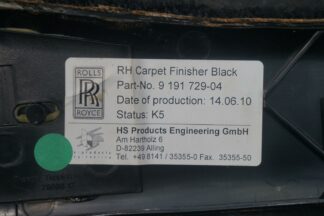 ROLLS
RR
ROYCE
RH Carpet Finisher Black
Part-No. 9 191 729-04
Date of production: 14.06.10
Status: K5
HS Products Engineering GmbH
Am Hartholz 6
D-82239 Alling
Tel. +49 8141 / 35355-0 Fax. 35355-50